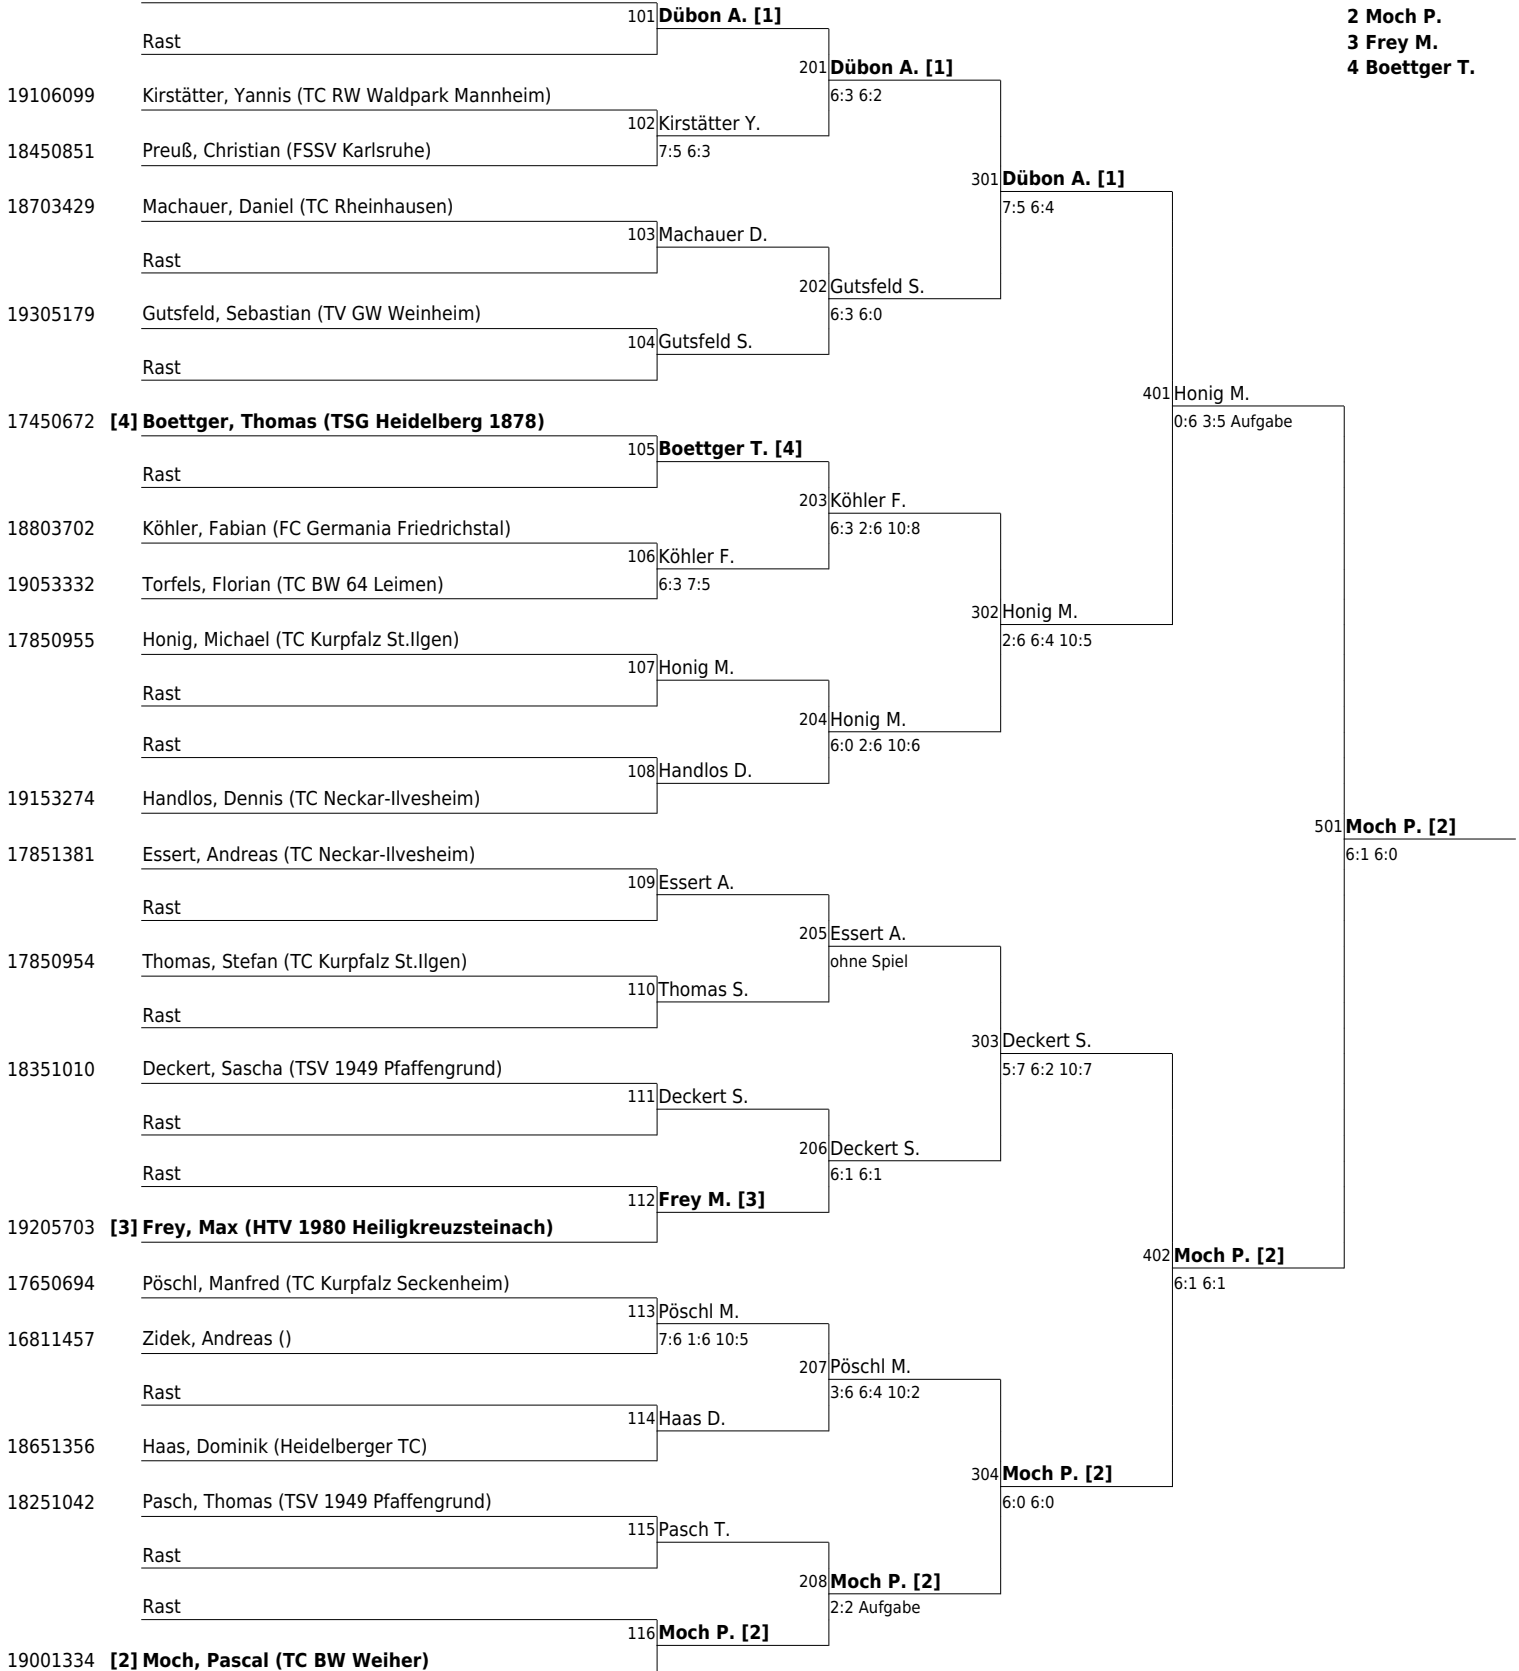 101 Dübon A. [1]
2 Moch P.
Rast
3 Frey M.
201 Dübon A. [1]
4 Boettger T.
19106099 Kirstätter, Yannis (TC RW Waldpark Mannheim)
6:3 6:2
102 Kirstätter Y.
18450851 Preuß, Christian (FSSV Karlsruhe)
7:5 6:3
301 Dübon A. [1]
18703429 Machauer, Daniel (TC Rheinhausen)
7:5 6:4
103 Machauer D.
Rast
202 Gutsfeld S.
19305179 Gutsfeld, Sebastian (TV GW Weinheim)
6:3 6:0
104 Gutsfeld S.
Rast
401 Honig M.
17450672 [4] Boettger, Thomas (TSG Heidelberg 1878)
0:6 3:5 Aufgabe
105 Boettger T. [4]
Rast
203 Köhler F.
18803702 Köhler, Fabian (FC Germania Friedrichstal)
6:3 2:6 10:8
106 Köhler F.
19053332 Torfels, Florian (TC BW 64 Leimen)
6:3 7:5
302 Honig M.
17850955 Honig, Michael (TC Kurpfalz St.Ilgen)
2:6 6:4 10:5
107 Honig M.
Rast
204 Honig M.
Rast
6:0 2:6 10:6
108 Handlos D.
19153274 Handlos, Dennis (TC Neckar-Ilvesheim)
501 Moch P. [2]
17851381 Essert, Andreas (TC Neckar-Ilvesheim)
6:1 6:0
109 Essert A.
Rast
205 Essert A.
17850954 Thomas, Stefan (TC Kurpfalz St.Ilgen)
ohne Spiel
110 Thomas S.
Rast
303 Deckert S.
18351010 Deckert, Sascha (TSV 1949 Pfaffengrund)
5:7 6:2 10:7
111 Deckert S.
Rast
206 Deckert S.
Rast
6:1 6:1
112 Frey M. [3]
19205703 [3] Frey, Max (HTV 1980 Heiligkreuzsteinach)
402 Moch P. [2]
17650694 Pöschl, Manfred (TC Kurpfalz Seckenheim)
6:1 6:1
113 Pöschl M.
16811457 Zidek, Andreas ()
7:6 1:6 10:5
207 Pöschl M.
Rast
3:6 6:4 10:2
114 Haas D.
18651356 Haas, Dominik (Heidelberger TC)
304 Moch P. [2]
18251042 Pasch, Thomas (TSV 1949 Pfaffengrund)
6:0 6:0
115 Pasch T.
Rast
208 Moch P. [2]
Rast
2:2 Aufgabe
116 Moch P. [2]
19001334 [2] Moch, Pascal (TC BW Weiher)